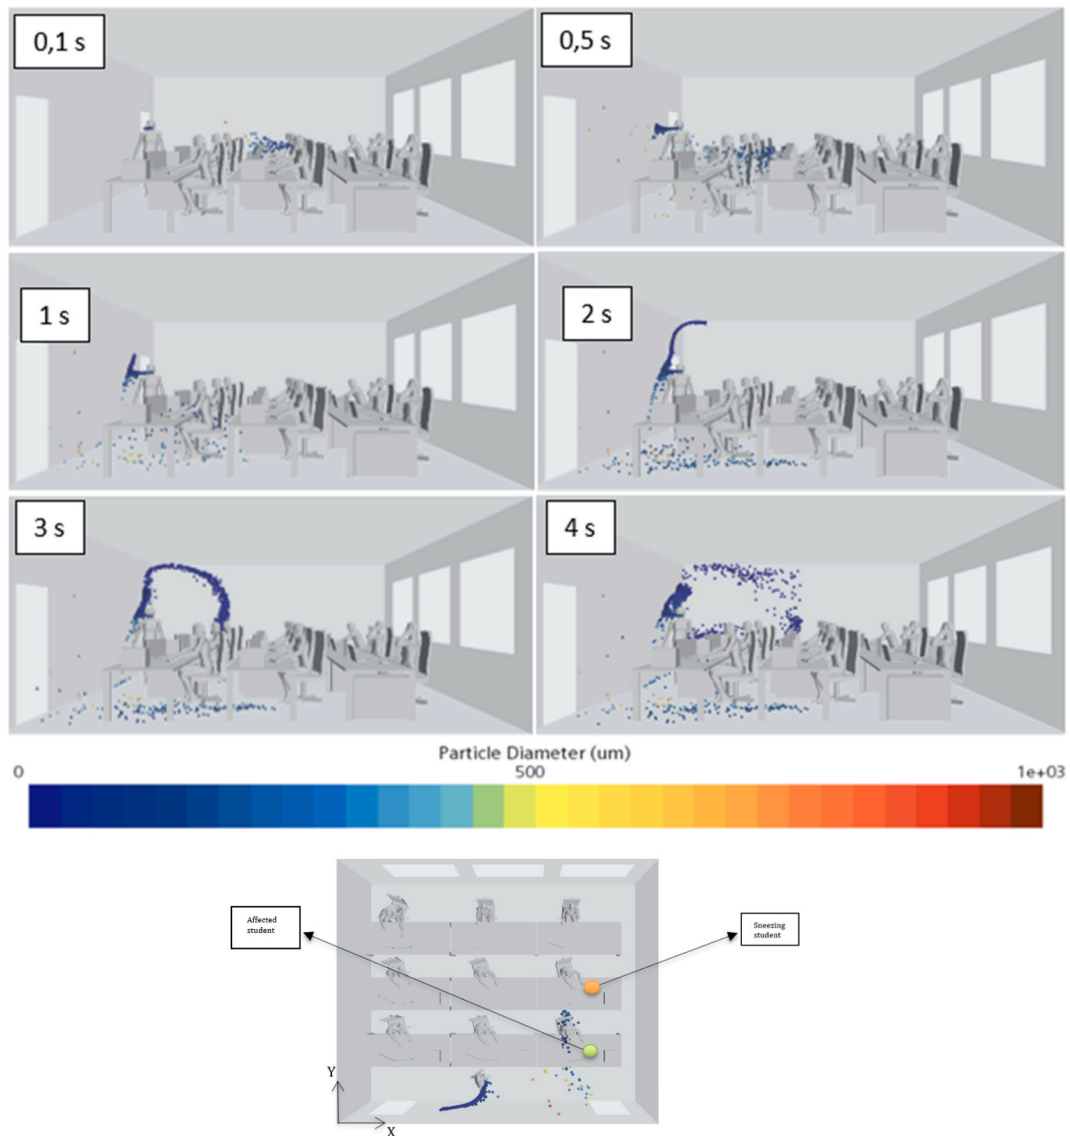 0,1 s
0,5 s
1 s
2 s
3 s
4 s
Particle Diameter (um)
0
500
1e+03
Affected
student
Sneezing
student
Y
X